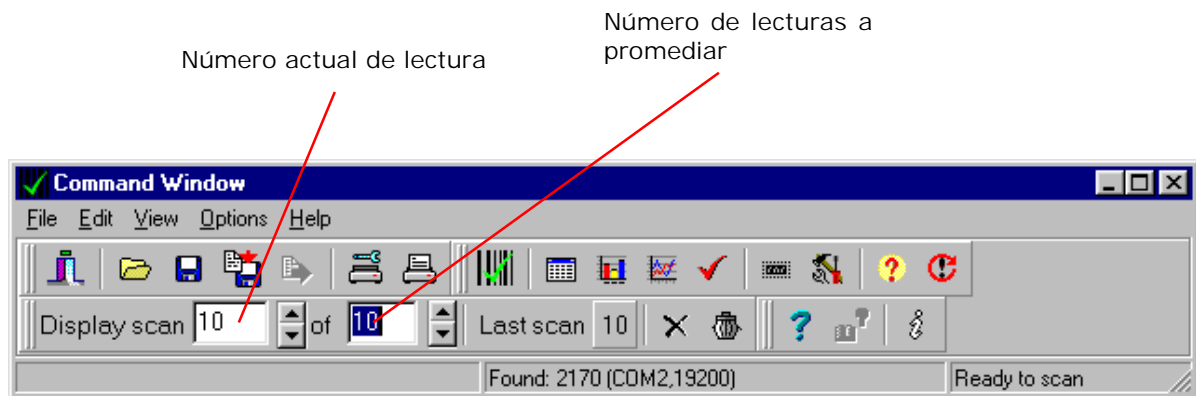 Número de lecturas a
promediar
Número actual de lectura
Command Window
File Edit View Options Help
Display scan 10 of 10 Last scan 10
Found: 2170 (COM2,19200) Ready to scan